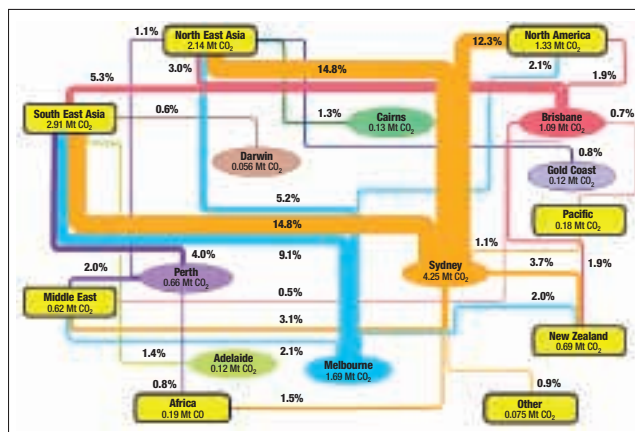 1.1%
North East Asia
2.14 Mt CO₂
12.3%
North America
1.33 Mt CO₂
5.3%
3.0%
14.8%
2.1%
1.9%
South East Asia
2.91 Mt CO₂
0.6%
1.3%
Cairns
0.13 Mt CO₂
Brisbane
1.09 Mt CO₂
0.7%
Darwin
0.056 Mt CO₂
0.8%
Gold Coast
0.12 Mt CO₂
5.2%
Pacific
0.18 Mt CO₂
14.8%
4.0%
9.1%
1.1%
2.0%
Perth
0.66 Mt CO₂
Sydney
4.25 Mt CO₂
3.7%
1.9%
Middle East
0.62 Mt CO₂
0.5%
2.0%
3.1%
New Zealand
0.69 Mt CO₂
1.4%
Adelaide
0.12 Mt CO₂
2.1%
Melbourne
1.69 Mt CO₂
0.8%
Africa
0.19 Mt CO
1.5%
0.9%
Other
0.075 Mt CO₂